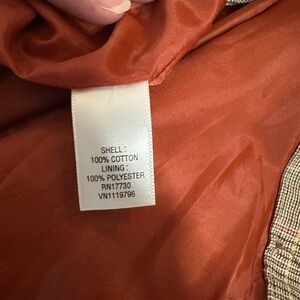 SHELL:
100% COTTON
LINING:
100% POLYESTER
RN17730
VN1119796